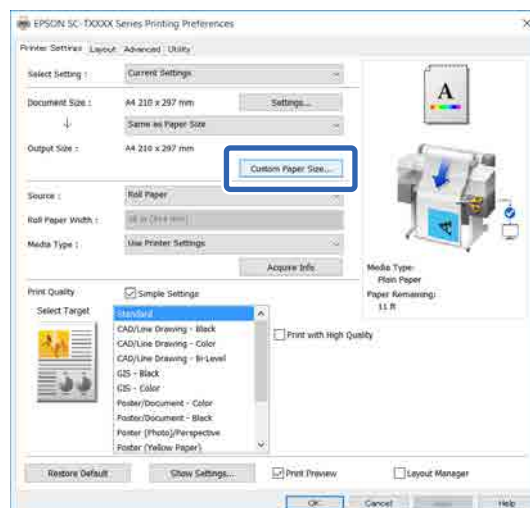 EPSON SC-TXXXX Series Printing Preferences
Printer Settings Layout Advanced Utility
Select Setting : Current Settings
Document Size : A4 210 x 297 mm Settings...
Same as Paper Size
Output Size : A4 210 x 297 mm
Custom Paper Size...
Source : Roll Paper
Roll Paper Width :
Media Type : Use Printer Settings
Acquire Info
Media Type:
Plain Paper
Paper Remaining:
11 ft
Print Quality Simple Settings
Select Target
Standard
CAD/Line Drawing - Black
CAD/Line Drawing - Color
CAD/Line Drawing - Bi-Level
GIS - Black
GIS - Color
Poster/Document - Color
Poster/Document - Black
Poster (Photo)/Perspective
Poster (Yellow Paper)
Print with High Quality
Restore Default Show Settings... Print Preview Layout Manager
OK Cancel Help